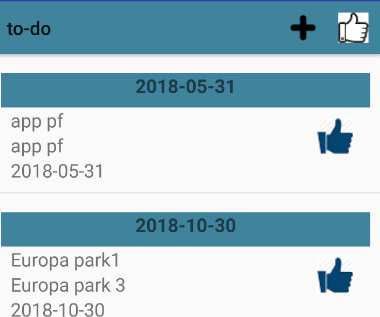 to-do
2018-05-31
app pf
app pf
2018-05-31
2018-10-30
Europa park1
Europa park 3
2018-10-30